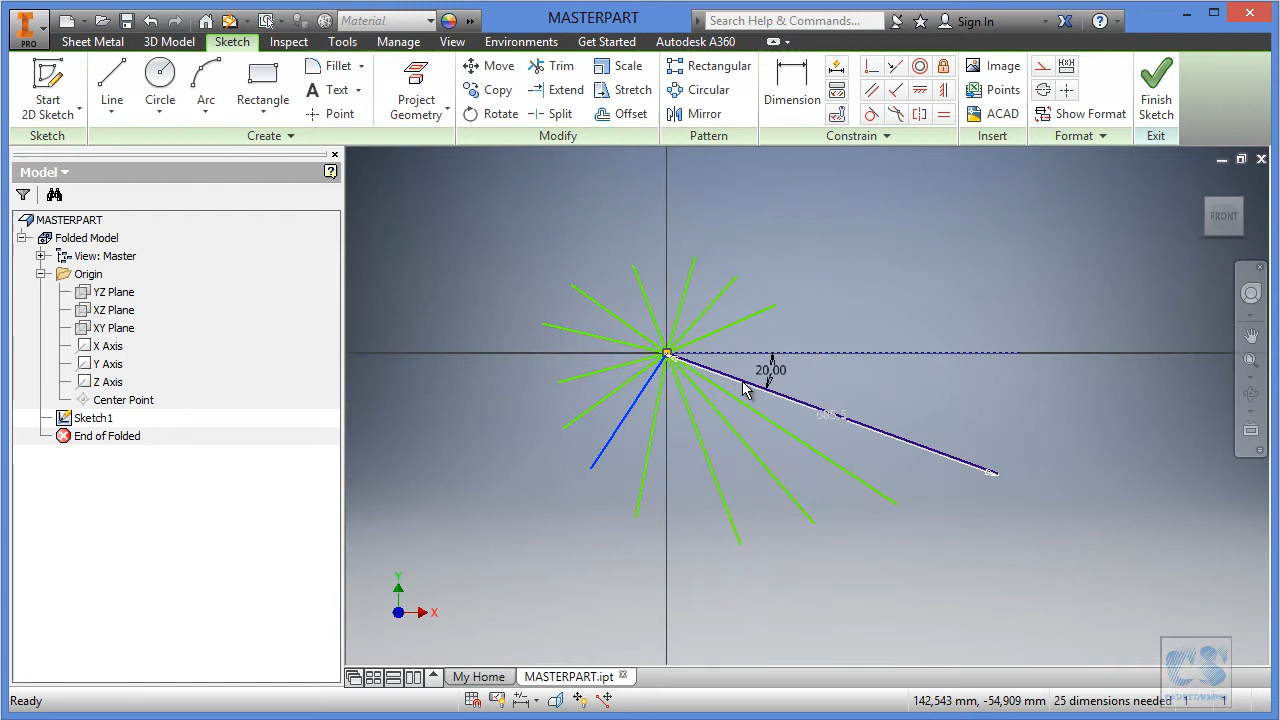 Material
MASTERPART
Search Help & Commands...
Sign In
PRO
Sheet Metal
3D Model
Sketch
Inspect
Tools
Manage
View
Environments
Get Started
Autodesk A360
Start
2D Sketch
Line
Circle
Arc
Rectangle
Fillet
Text
Point
Project
Geometry
Move
Copy
Rotate
Trim
Extend
Split
Scale
Stretch
Offset
Rectangular
Circular
Mirror
Dimension
Image
Points
ACAD
Show Format
Finish
Sketch
Sketch
Create
Modify
Pattern
Constrain
Insert
Format
Exit
Model
MASTERPART
Folded Model
View: Master
Origin
YZ Plane
XZ Plane
XY Plane
X Axis
Y Axis
Z Axis
Center Point
Sketch1
End of Folded
FRONT
20.00
Y
X
My Home
MASTERPART.ipt
CS
Ready
142,543 mm, -54,909 mm
25 dimensions needed
1
1